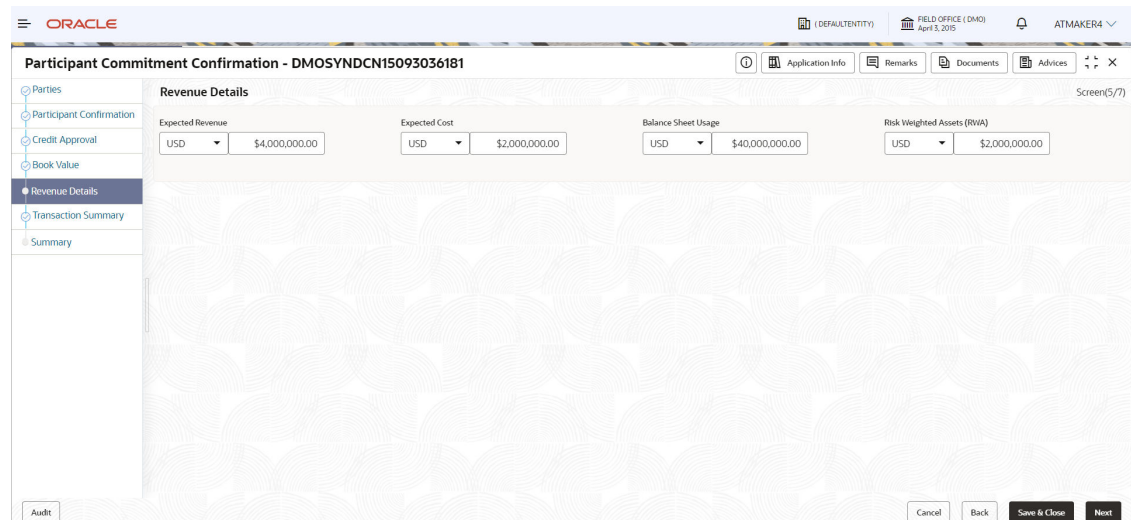 ORACLE
( DEFAULTENTITY)
FIELD OFFICE ( DMO)
April 3, 2015
ATMAKER4
Participant Commitment Confirmation - DMOSYNDCN15093036181
Application Info
Remarks
Documents
Advices
Parties
Participant Confirmation
Credit Approval
Book Value
Revenue Details
Transaction Summary
Summary
Revenue Details
Screen(5/7)
Expected Revenue
USD
$4,000,000.00
Expected Cost
USD
$2,000,000.00
Balance Sheet Usage
USD
$40,000,000.00
Risk Weighted Assets (RWA)
USD
$2,000,000.00
Audit
Cancel
Back
Save & Close
Next